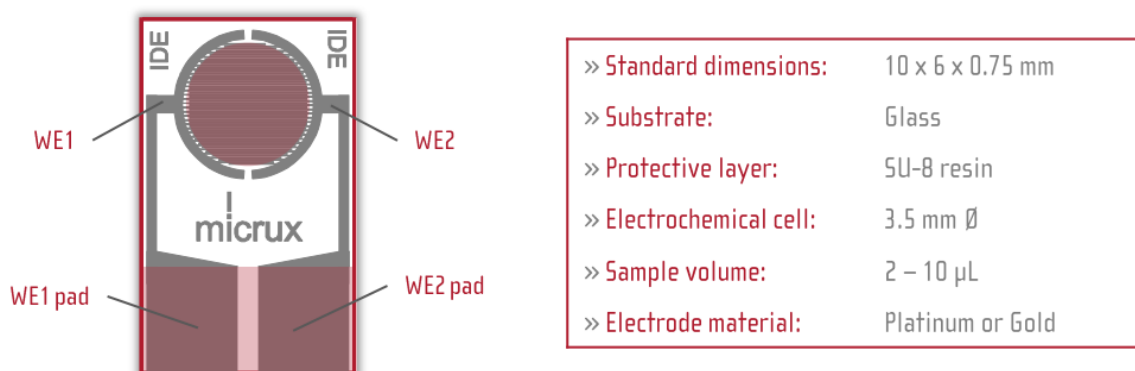 IDE
IDE
WE1
WE2
micrux
WE1 pad
WE2 pad
» Standard dimensions: 10 x 6 x 0.75 mm
» Substrate: Glass
» Protective layer: SU-8 resin
» Electrochemical cell: 3.5 mm Ø
» Sample volume: 2 – 10 µL
» Electrode material: Platinum or Gold